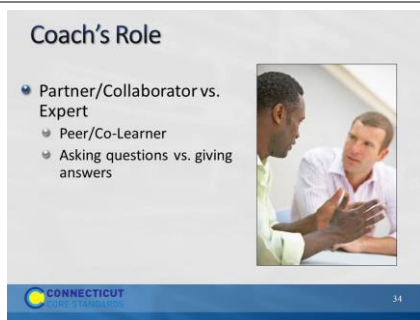 Coach's Role
Partner/Collaborator vs.
Expert
Peer/Co-Learner
Asking questions vs. giving
answers
CONNECTICUT
CORE STANDARDS
34